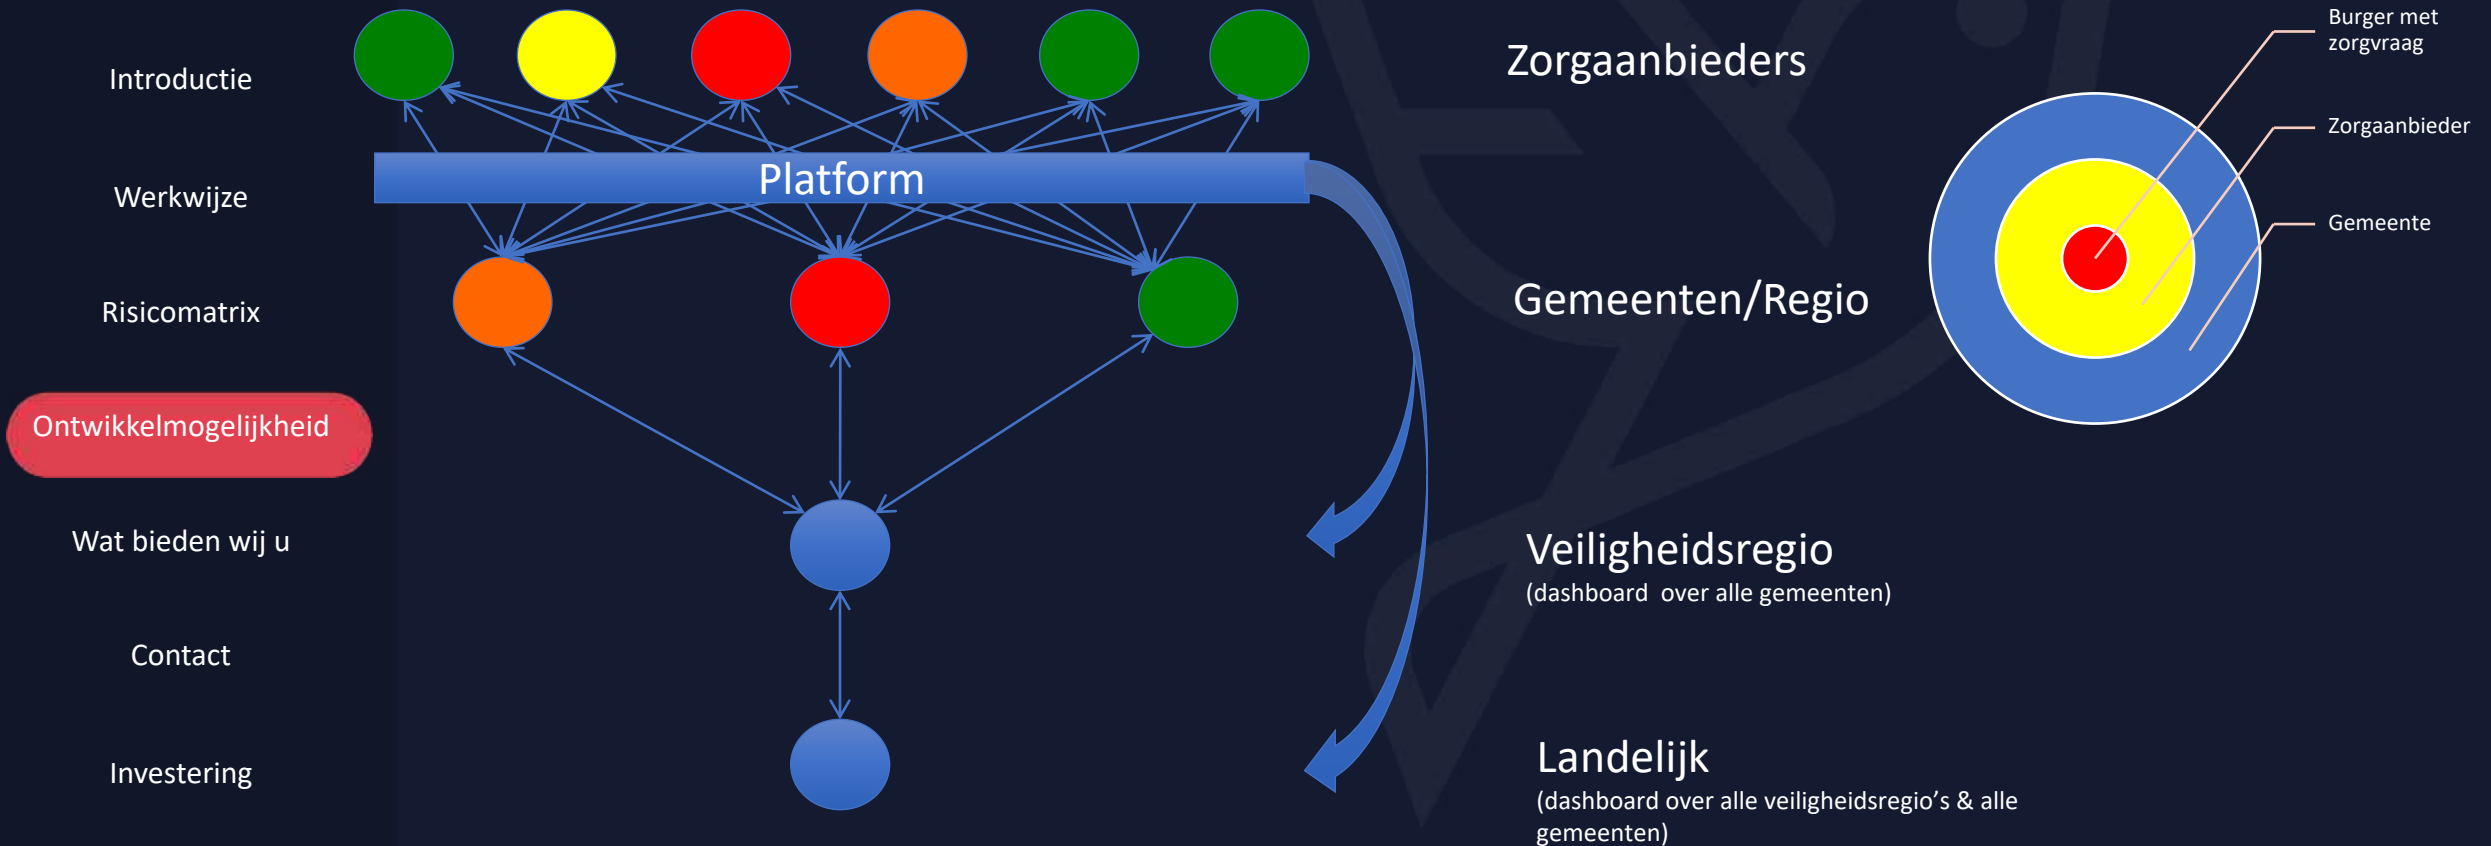 Introductie
Werkwijze
Risicomatrix
Ontwikkelmogelijkheid
Wat bieden wij u
Contact
Investering
Platform
Zorgaanbieders
Gemeenten/Regio
Veiligheidsregio
(dashboard  over alle gemeenten)
Landelijk
(dashboard over alle veiligheidsregio’s & alle
gemeenten)
Burger met
zorgvraag
Zorgaanbieder
Gemeente